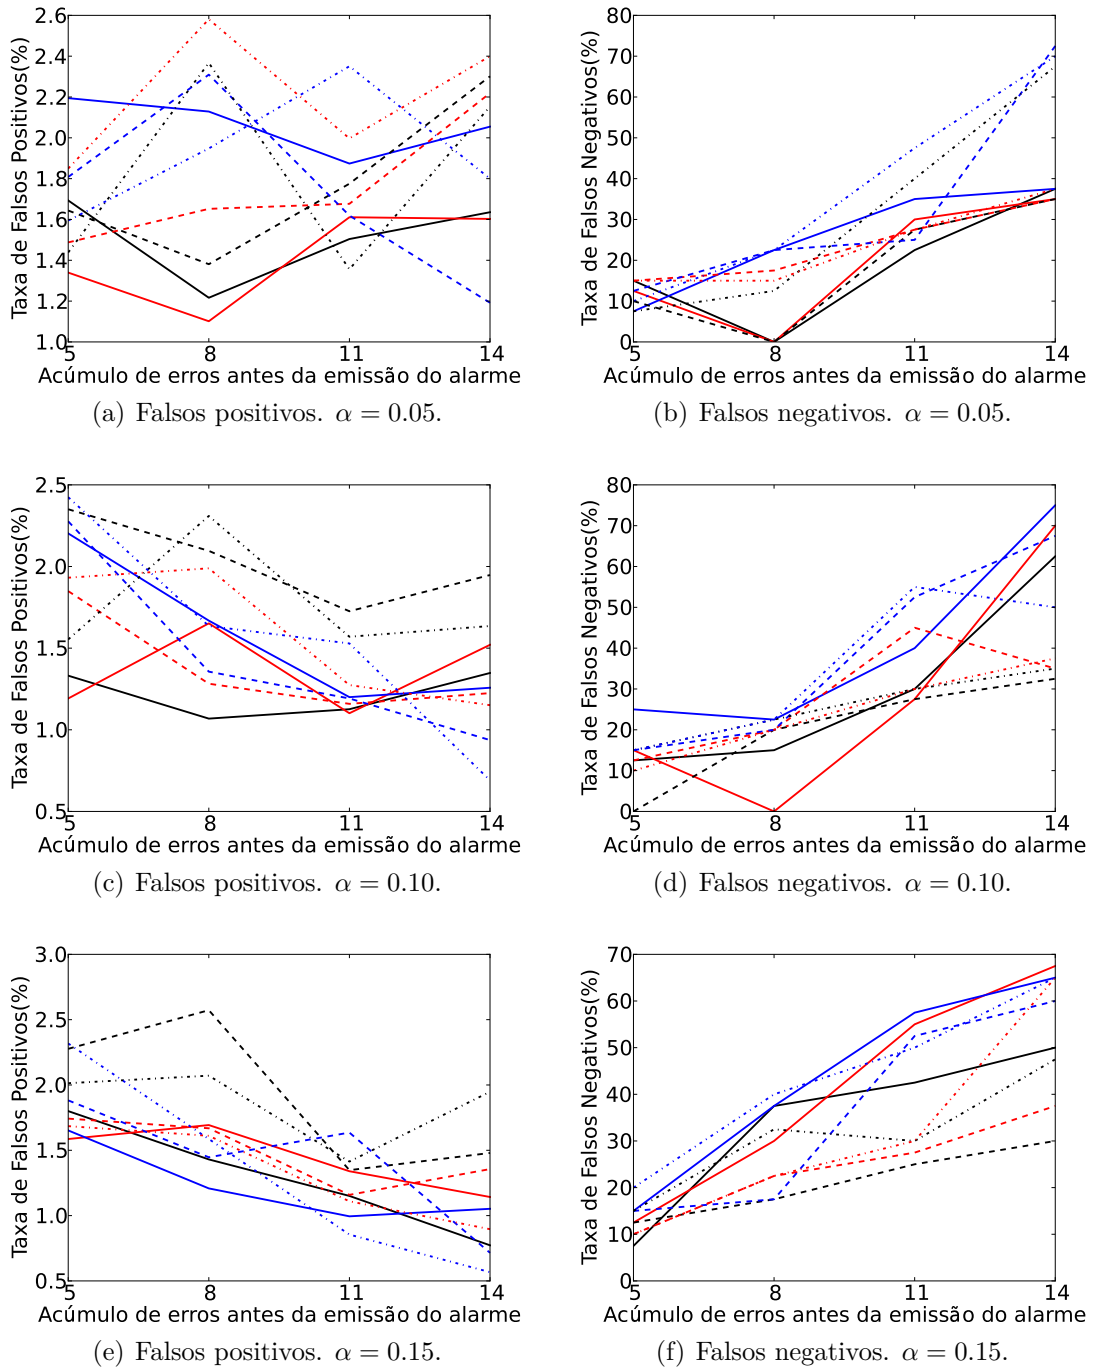 2.6
2.4
2.2
2.0
1.8
1.6
1.4
1.2
1.0
Taxa de Falsos Positivos(%)
5 8 11 14
Acúmulo de erros antes da emissão do alarme
(a) Falsos positivos. α = 0.05.
80
70
60
50
40
30
20
10
0
Taxa de Falsos Negativos(%)
5 8 11 14
Acúmulo de erros antes da emissão do alarme
(b) Falsos negativos. α = 0.05.
2.5
2.0
1.5
1.0
0.5
Taxa de Falsos Positivos(%)
5 8 11 14
Acúmulo de erros antes da emissão do alarme
(c) Falsos positivos. α = 0.10.
80
70
60
50
40
30
20
10
0
Taxa de Falsos Negativos(%)
5 8 11 14
Acúmulo de erros antes da emissão do alarme
(d) Falsos negativos. α = 0.10.
3.0
2.5
2.0
1.5
1.0
0.5
Taxa de Falsos Positivos(%)
5 8 11 14
Acúmulo de erros antes da emissão do alarme
(e) Falsos positivos. α = 0.15.
70
60
50
40
30
20
10
0
Taxa de Falsos Negativos(%)
5 8 11 14
Acúmulo de erros antes da emissão do alarme
(f) Falsos negativos. α = 0.15.